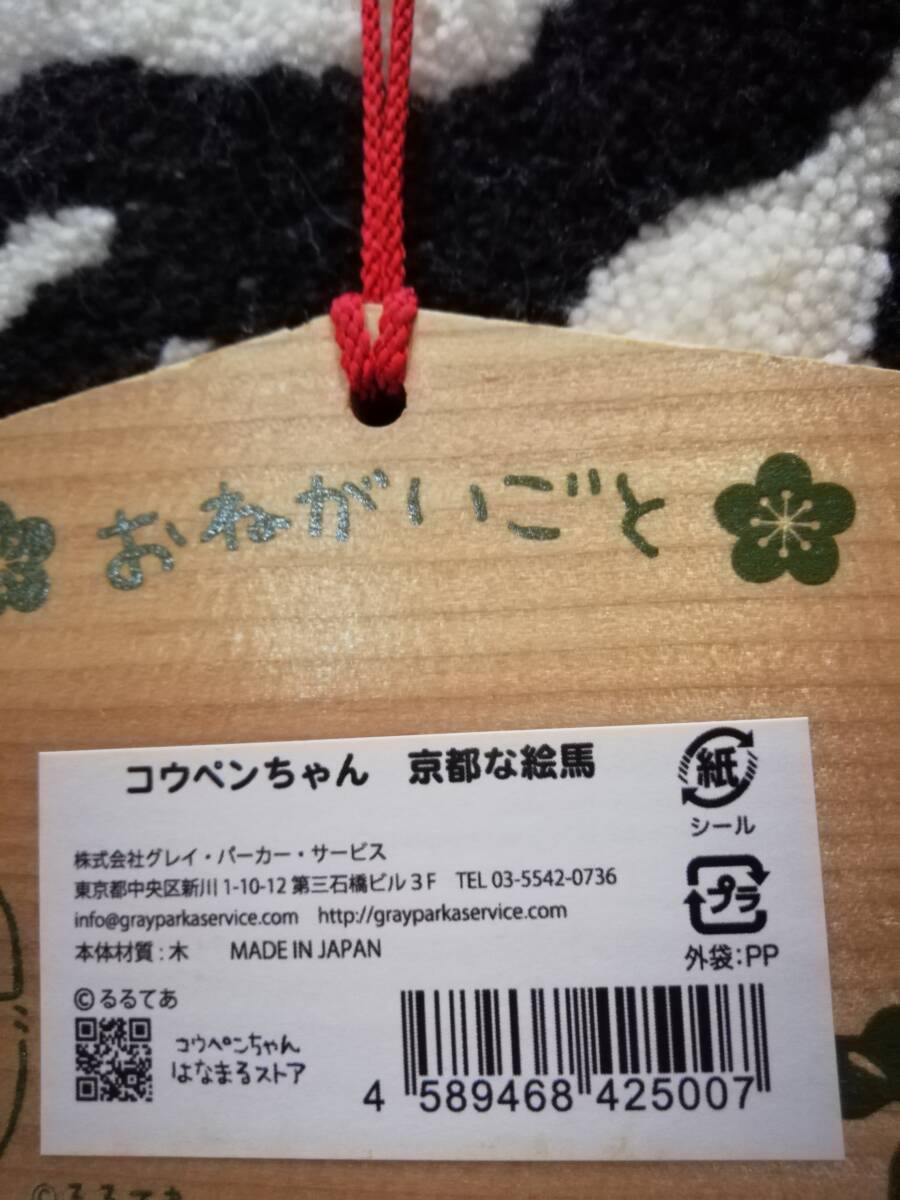 おねがいごと
コウペンちゃん　京都な絵馬
紙
シール
株式会社グレイ・パーカー・サービス
東京都中央区新川 1-10-12 第三石橋ビル 3F　TEL 03-5542-0736
info@grayparkaservice.com　http://grayparkaservice.com
本体材質：木　MADE IN JAPAN
プラ
外袋：PP
©るるてあ
コウペンちゃん
はなまるストア
4 589468 425007
©るるてあ